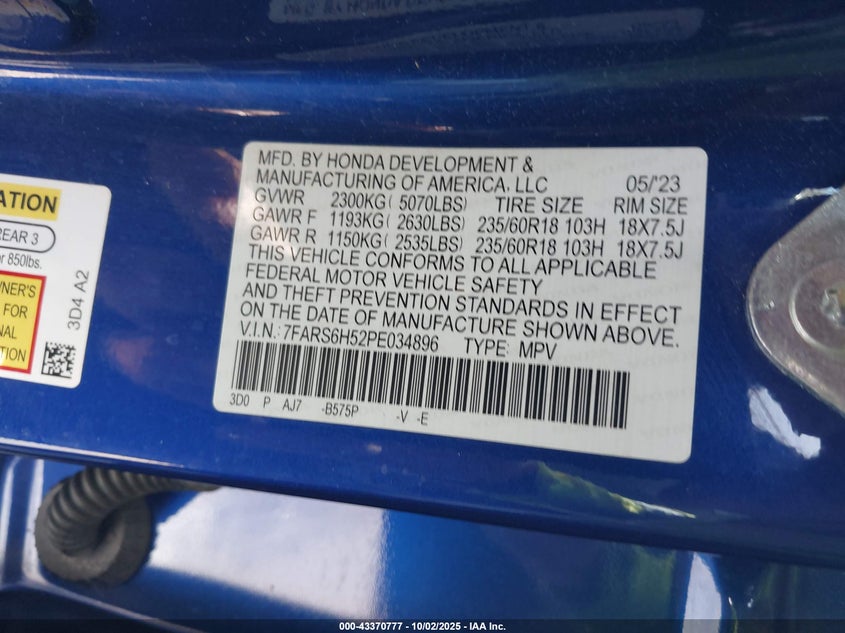 MFD. BY HONDA DEVELOPMENT &
MANUFACTURING OF AMERICA, LLC 05/'23
GVWR 2300KG( 5070LBS) TIRE SIZE RIM SIZE
GAWR F 1193KG( 2630LBS) 235/60R18 103H 18X7.5J
GAWR R 1150KG( 2535LBS) 235/60R18 103H 18X7.5J
THIS VEHICLE CONFORMS TO ALL APPLICABLE
FEDERAL MOTOR VEHICLE SAFETY
AND THEFT PREVENTION STANDARDS IN EFFECT
ON THE DATE OF MANUFACTURE SHOWN ABOVE.
V.I.N.: 7FARS6H52PE034896 TYPE: MPV
3D0 P AJ7 -B575P -V -E
REAR 3
850lbs.
FOR
3D4 A2
000-43370777 - 10/02/2025 - IAA Inc.